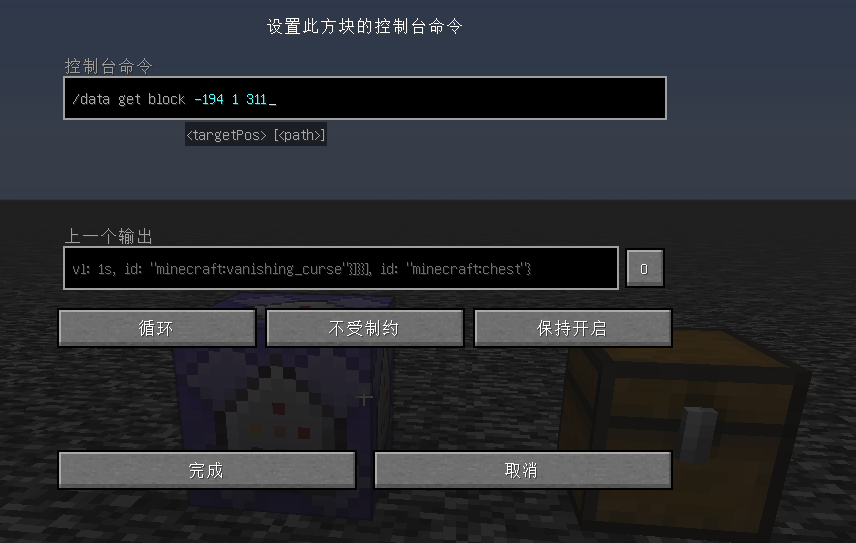 设置此方块的控制台命令
控制台命令
/data get block -194 1 311_
<targetPos> [<path>]
上一个输出
vl: 1s, id: "minecraft:vanishing_curse"}]}}], id: "minecraft:chest"}
O
循环
不受制约
保持开启
完成
取消